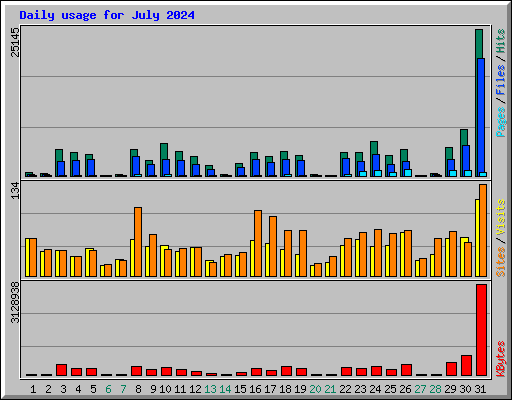 Daily usage for July 2024
25145
Pages / Files / Hits
134
Sites / Visits
3128938
KBytes
1 2 3 4 5 6 7 8 9 10 11 12 13 14 15 16 17 18 19 20 21 22 23 24 25 26 27 28 29 30 31